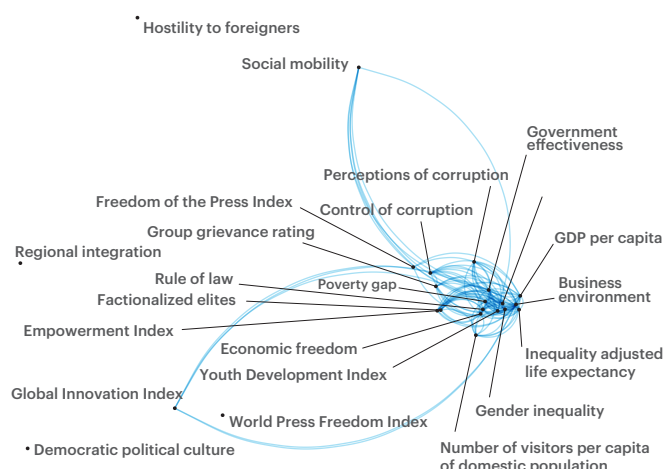 Hostility to foreigners
Social mobility
Government
effectiveness
Perceptions of corruption
Freedom of the Press Index
Control of corruption
Group grievance rating
GDP per capita
Regional integration
Rule of law
Poverty gap
Business
environment
Factionalized elites
Empowerment Index
Economic freedom
Inequality adjusted
life expectancy
Youth Development Index
Global Innovation Index
Gender inequality
World Press Freedom Index
Democratic political culture
Number of visitors per capita
of domestic population